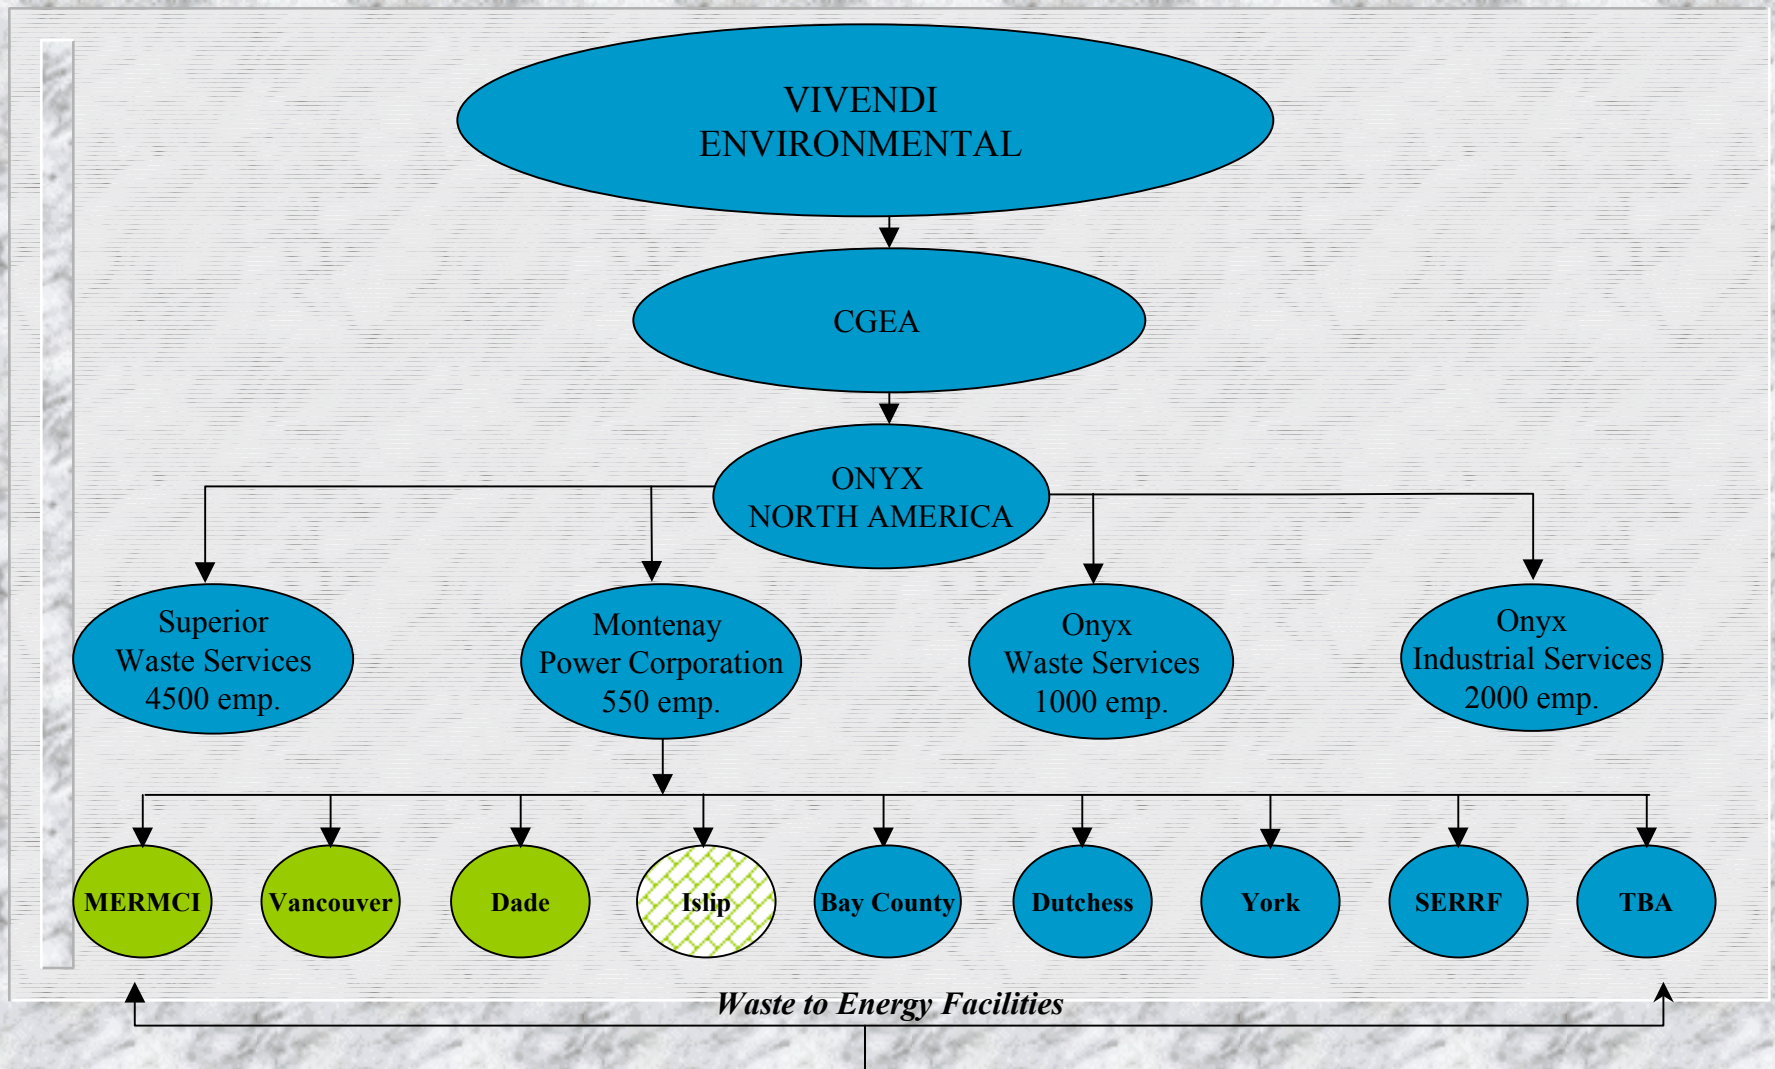 VIVENDI
ENVIRONMENTAL
CGEA
ONYX
NORTH AMERICA
Superior
Waste Services
4500 emp.
Montenay
Power Corporation
550 emp.
Onyx
Waste Services
1000 emp.
Onyx
Industrial Services
2000 emp.
MERMCI
Vancouver
Dade
Islip
Bay County
Dutchess
York
SERRF
TBA
Waste to Energy Facilities